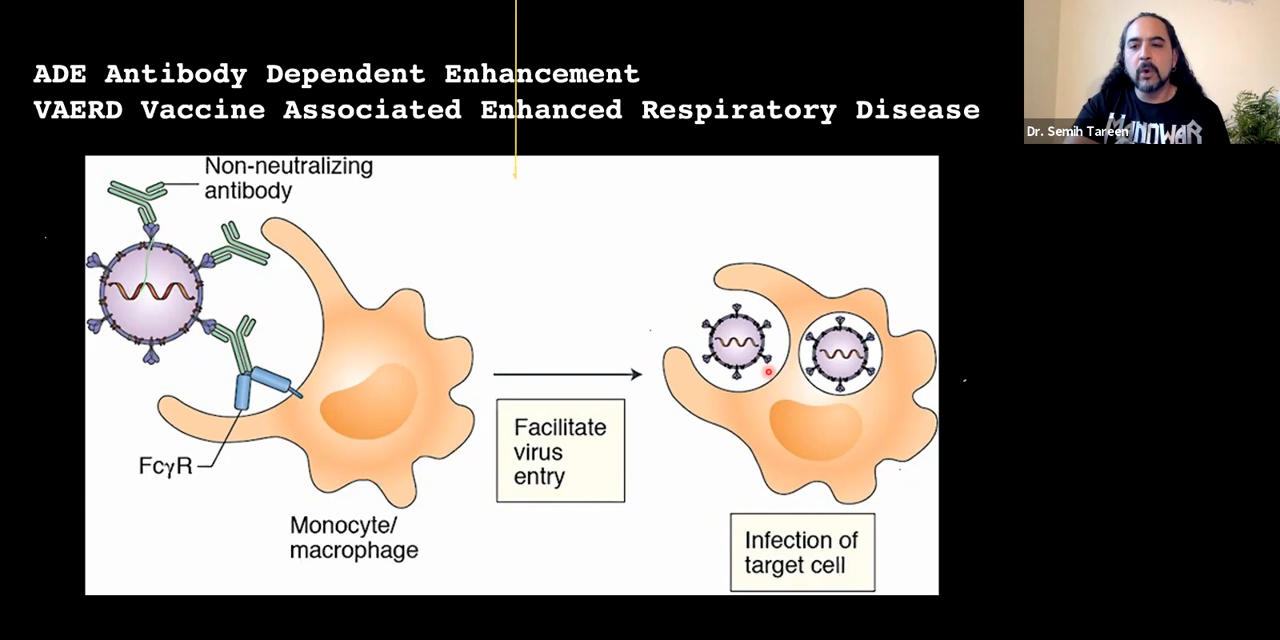 ADE Antibody Dependent Enhancement
VAERD Vaccine Associated Enhanced Respiratory Disease
Dr. Semih Tareen
MANOWAR
Non-neutralizing
antibody
FcγR
Monocyte/
macrophage
Facilitate
virus
entry
Infection of
target cell